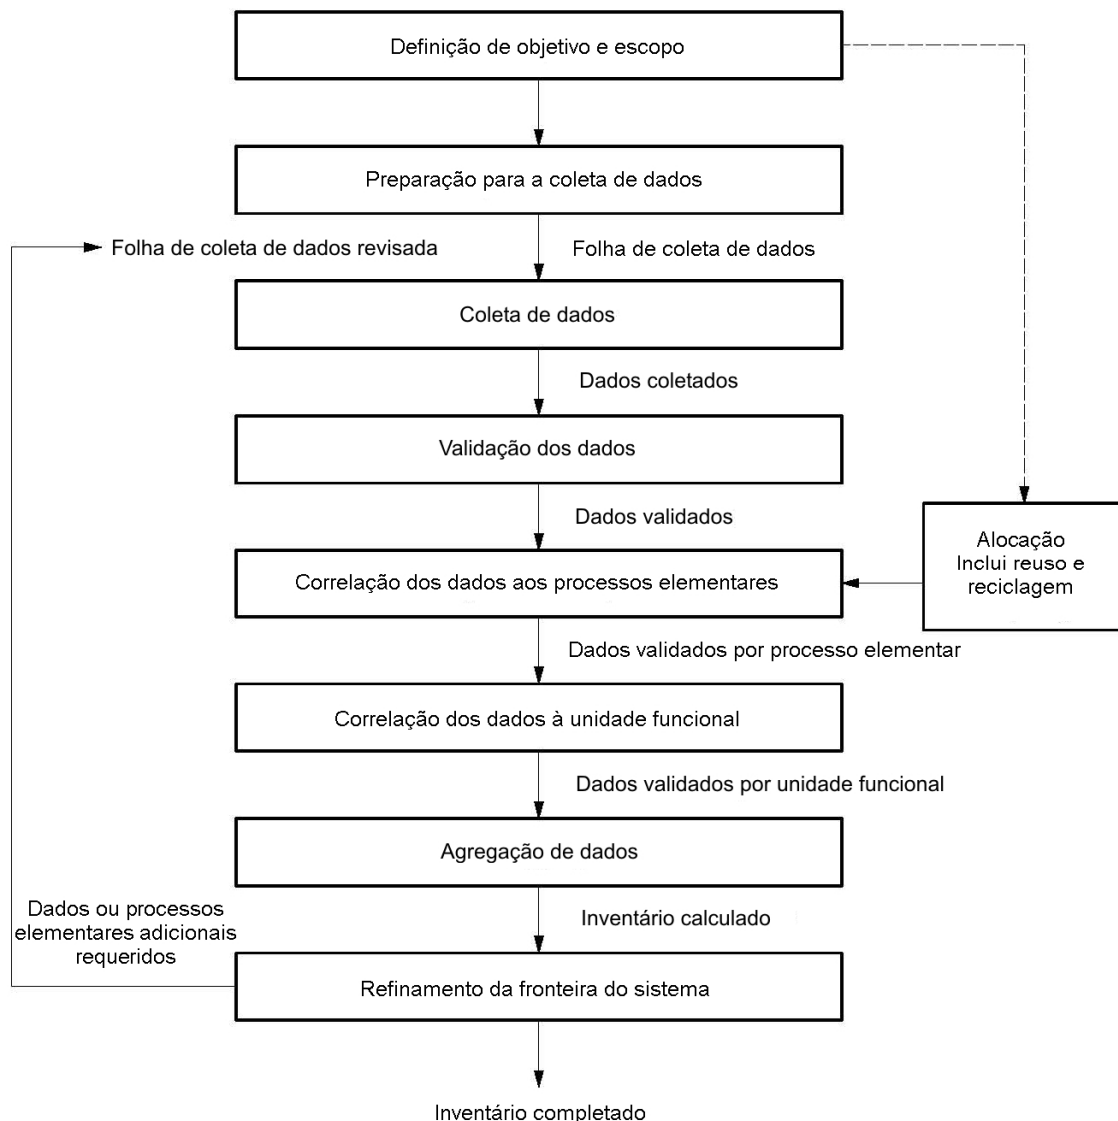 Definição de objetivo e escopo
Preparação para a coleta de dados
Folha de coleta de dados revisada
Folha de coleta de dados
Coleta de dados
Dados coletados
Validação dos dados
Dados validados
Alocação
Inclui reuso e
reciclagem
Correlação dos dados aos processos elementares
Dados validados por processo elementar
Correlação dos dados à unidade funcional
Dados validados por unidade funcional
Agregação de dados
Inventário calculado
Dados ou processos
elementares adicionais
requeridos
Refinamento da fronteira do sistema
Inventário completado